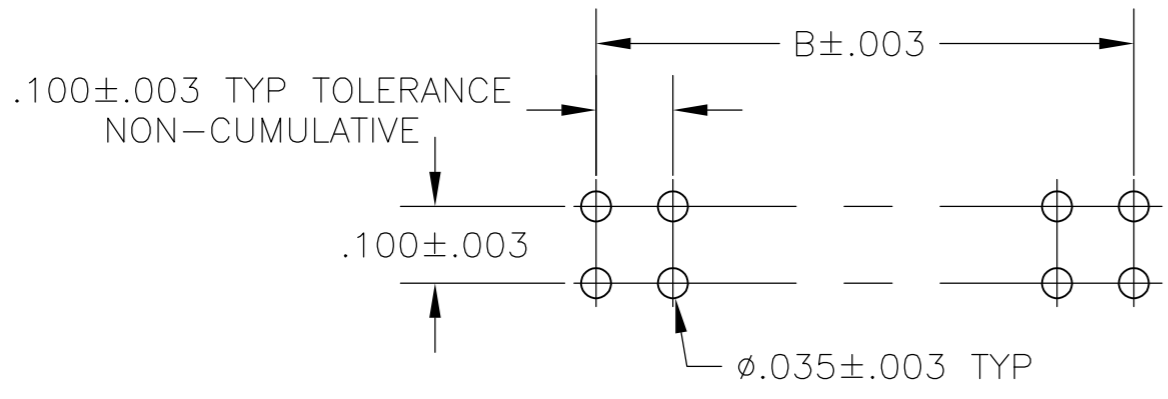 B±.003
.100±.003 TYP TOLERANCE
NON-CUMULATIVE
.100±.003
⌀.035±.003 TYP